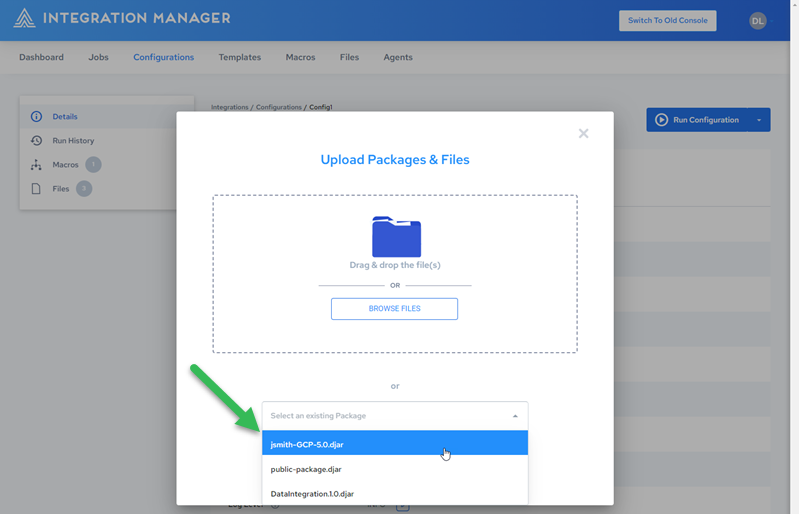 INTEGRATION MANAGER
Switch To Old Console
DL
Dashboard Jobs Configurations Templates Macros Files Agents
Details
Run History
Macros 1
Files
Integrations / Configurations / Config1
Run Configuration
Upload Packages & Files
Drag & drop the file(s)
OR
BROWSE FILES
or
Select an existing Package
jsmith-GCP-5.0.djar
public-package.djar
DataIntegration.1.0.djar